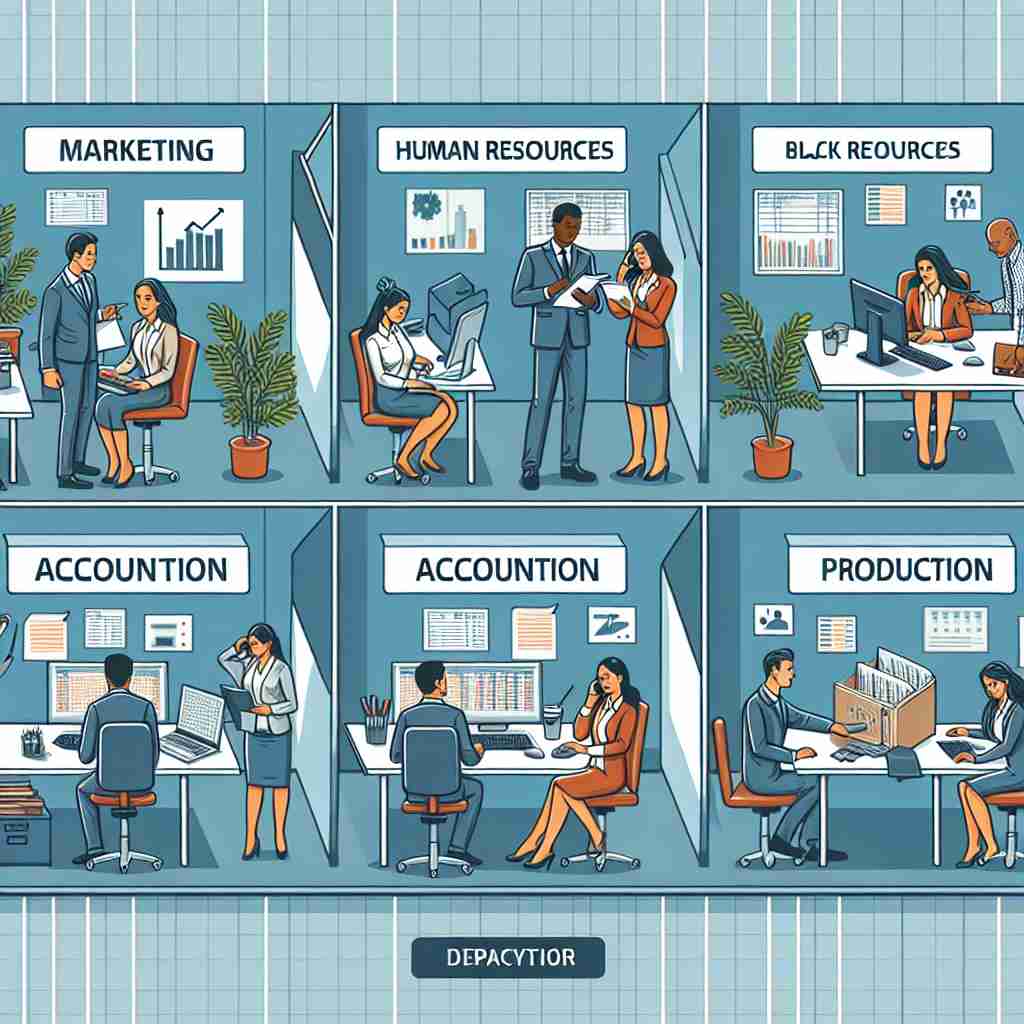 MARKETING
HUMAN RESOURCES
BLCK REOURCES
ACCOUNTION
ACCOUNTION
PRODUCTION
DEPACYTIOR